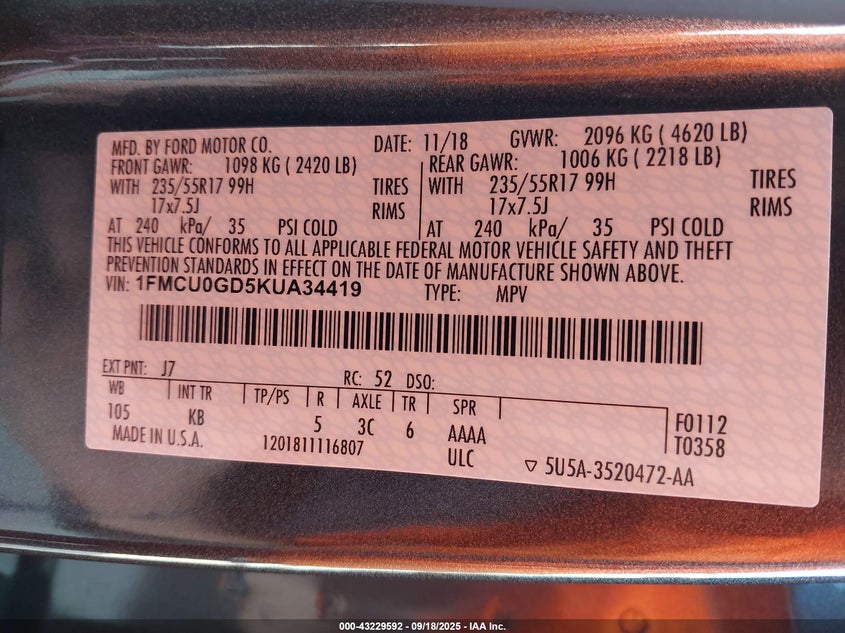 MFD. BY FORD MOTOR CO. DATE: 11/18 GVWR: 2096 KG ( 4620 LB)
FRONT GAWR: 1098 KG ( 2420 LB) REAR GAWR: 1006 KG ( 2218 LB)
WITH 235/55R17 99H TIRES WITH 235/55R17 99H TIRES
17x7.5J RIMS 17x7.5J RIMS
AT 240 kPa/ 35 PSI COLD AT 240 kPa/ 35 PSI COLD
THIS VEHICLE CONFORMS TO ALL APPLICABLE FEDERAL MOTOR VEHICLE SAFETY AND THEFT
PREVENTION STANDARDS IN EFFECT ON THE DATE OF MANUFACTURE SHOWN ABOVE.
VIN: 1FMCU0GD5KUA34419 TYPE: MPV
EXT PNT: J7 RC: 52 DSO:
WB INT TR TP/PS R AXLE TR SPR
105 KB 5 3C 6 AAAA F0112
MADE IN U.S.A. 1201811116807 ULC T0358
5U5A-3520472-AA
000-43229592 - 09/18/2025 - IAA Inc.